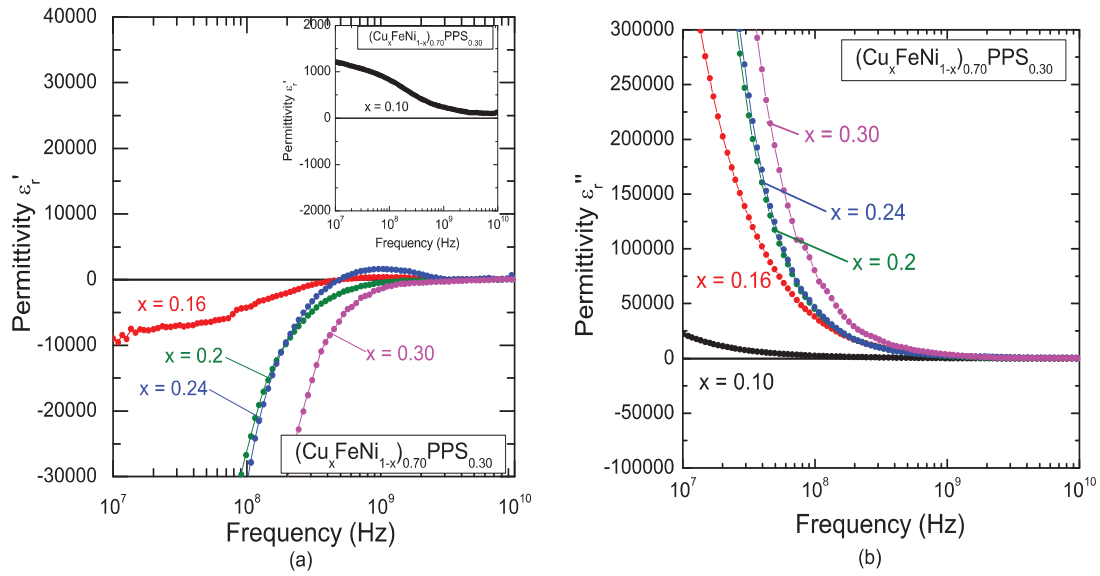 40000
30000
20000
10000
0
-10000
-20000
-30000
Permittivity εr'
10^7
10^8
10^9
10^10
Frequency (Hz)
(a)
x = 0.16
x = 0.2
x = 0.24
x = 0.30
(CuxFeNi1-x)0.70PPS0.30
2000
1000
0
-1000
-2000
Permittivity εr'
(CuxFeNi1-x)0.70PPS0.30
x = 0.10
10^7
10^8
10^9
10^10
Frequency (Hz)
300000
250000
200000
150000
100000
50000
0
-50000
-100000
Permittivity εr''
(CuxFeNi1-x)0.70PPS0.30
x = 0.30
x = 0.24
x = 0.2
x = 0.16
x = 0.10
10^7
10^8
10^9
10^10
Frequency (Hz)
(b)